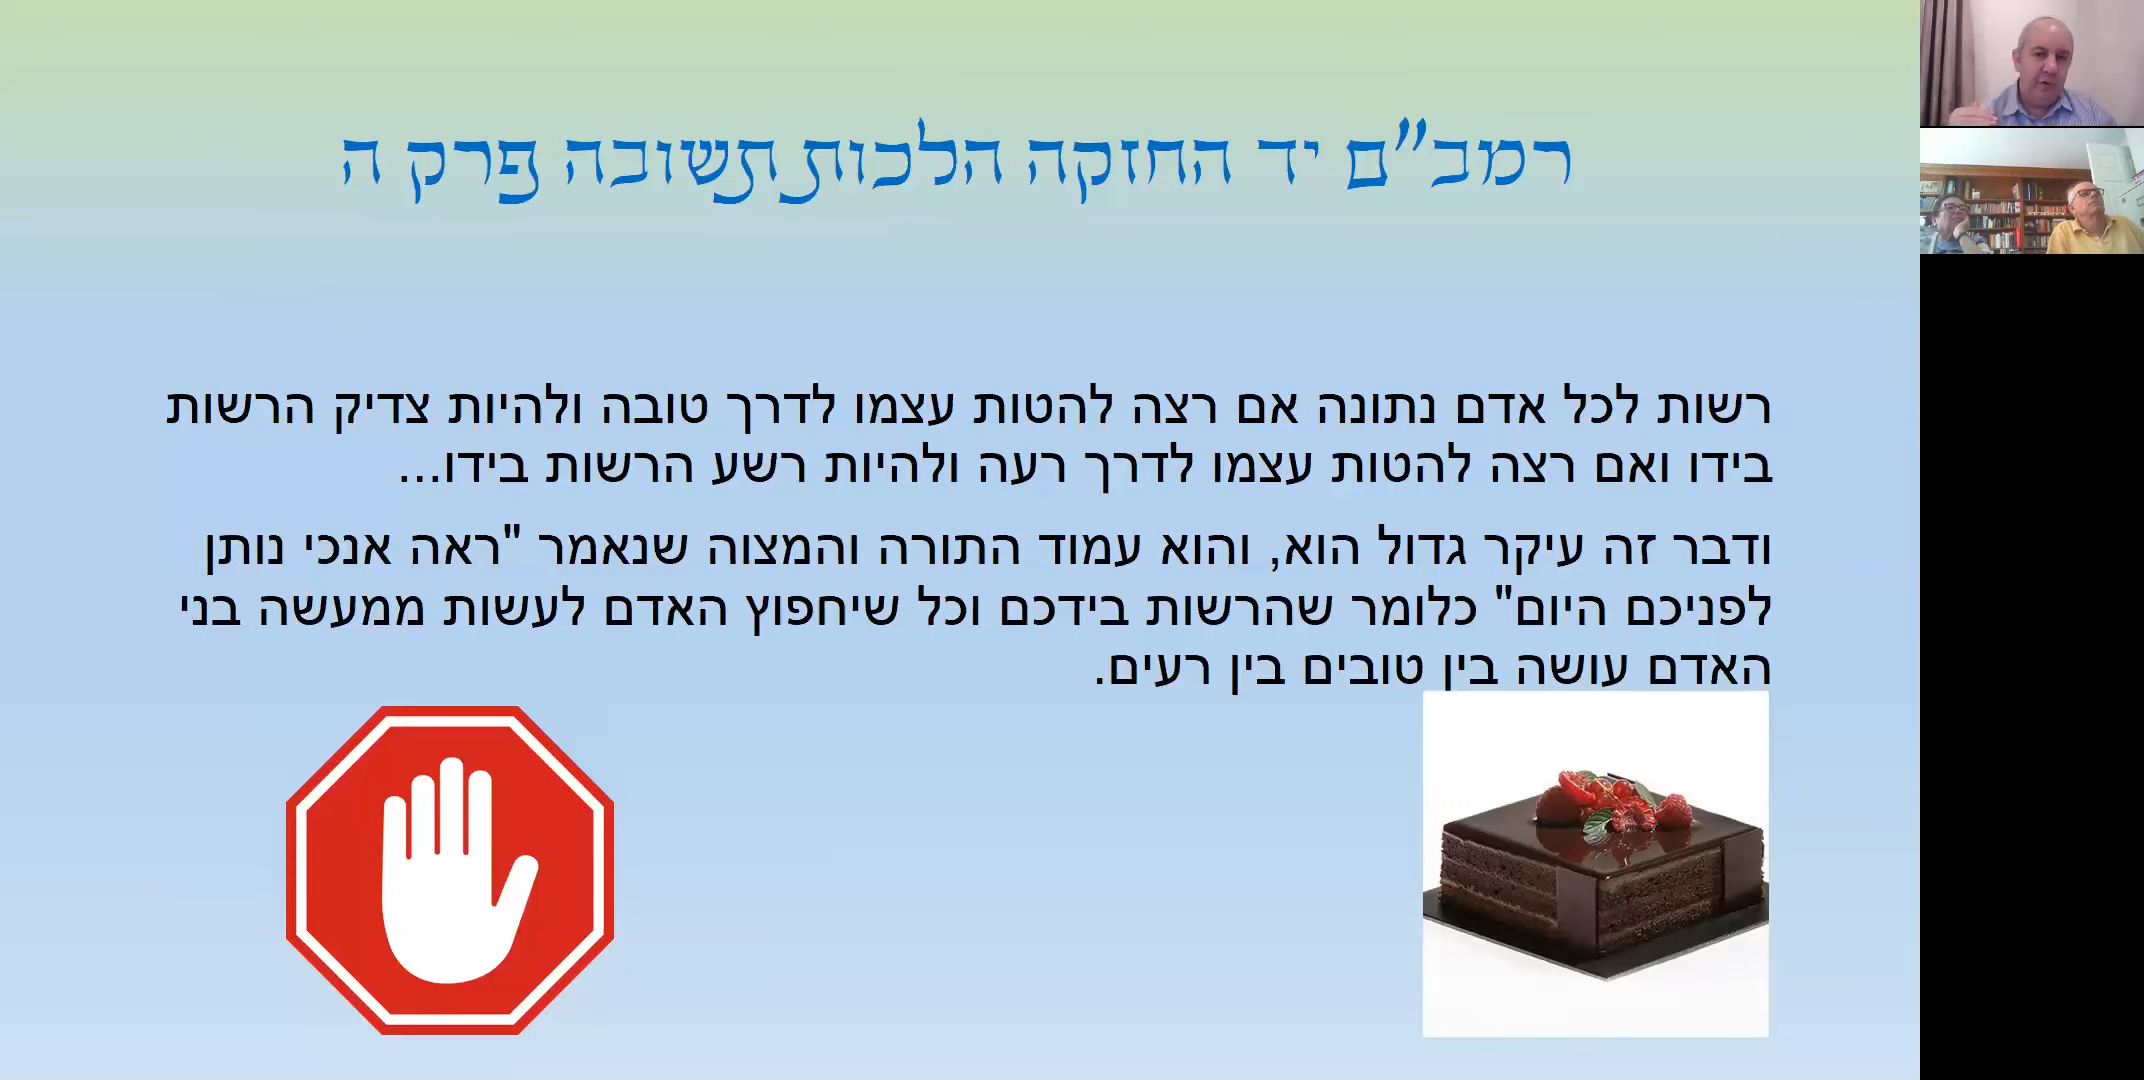 רמב"ם יד החזקה הלכות תשובה פרק ה
רשות לכל אדם נתונה אם רצה להטות עצמו לדרך טובה ולהיות צדיק הרשות
בידו ואם רצה להטות עצמו לדרך רעה ולהיות רשע הרשות בידו...
ודבר זה עיקר גדול הוא, והוא עמוד התורה והמצוה שנאמר "ראה אנכי נותן
לפניכם היום" כלומר שהרשות בידכם וכל שיחפוץ האדם לעשות ממעשה בני
האדם עושה בין טובים בין רעים.